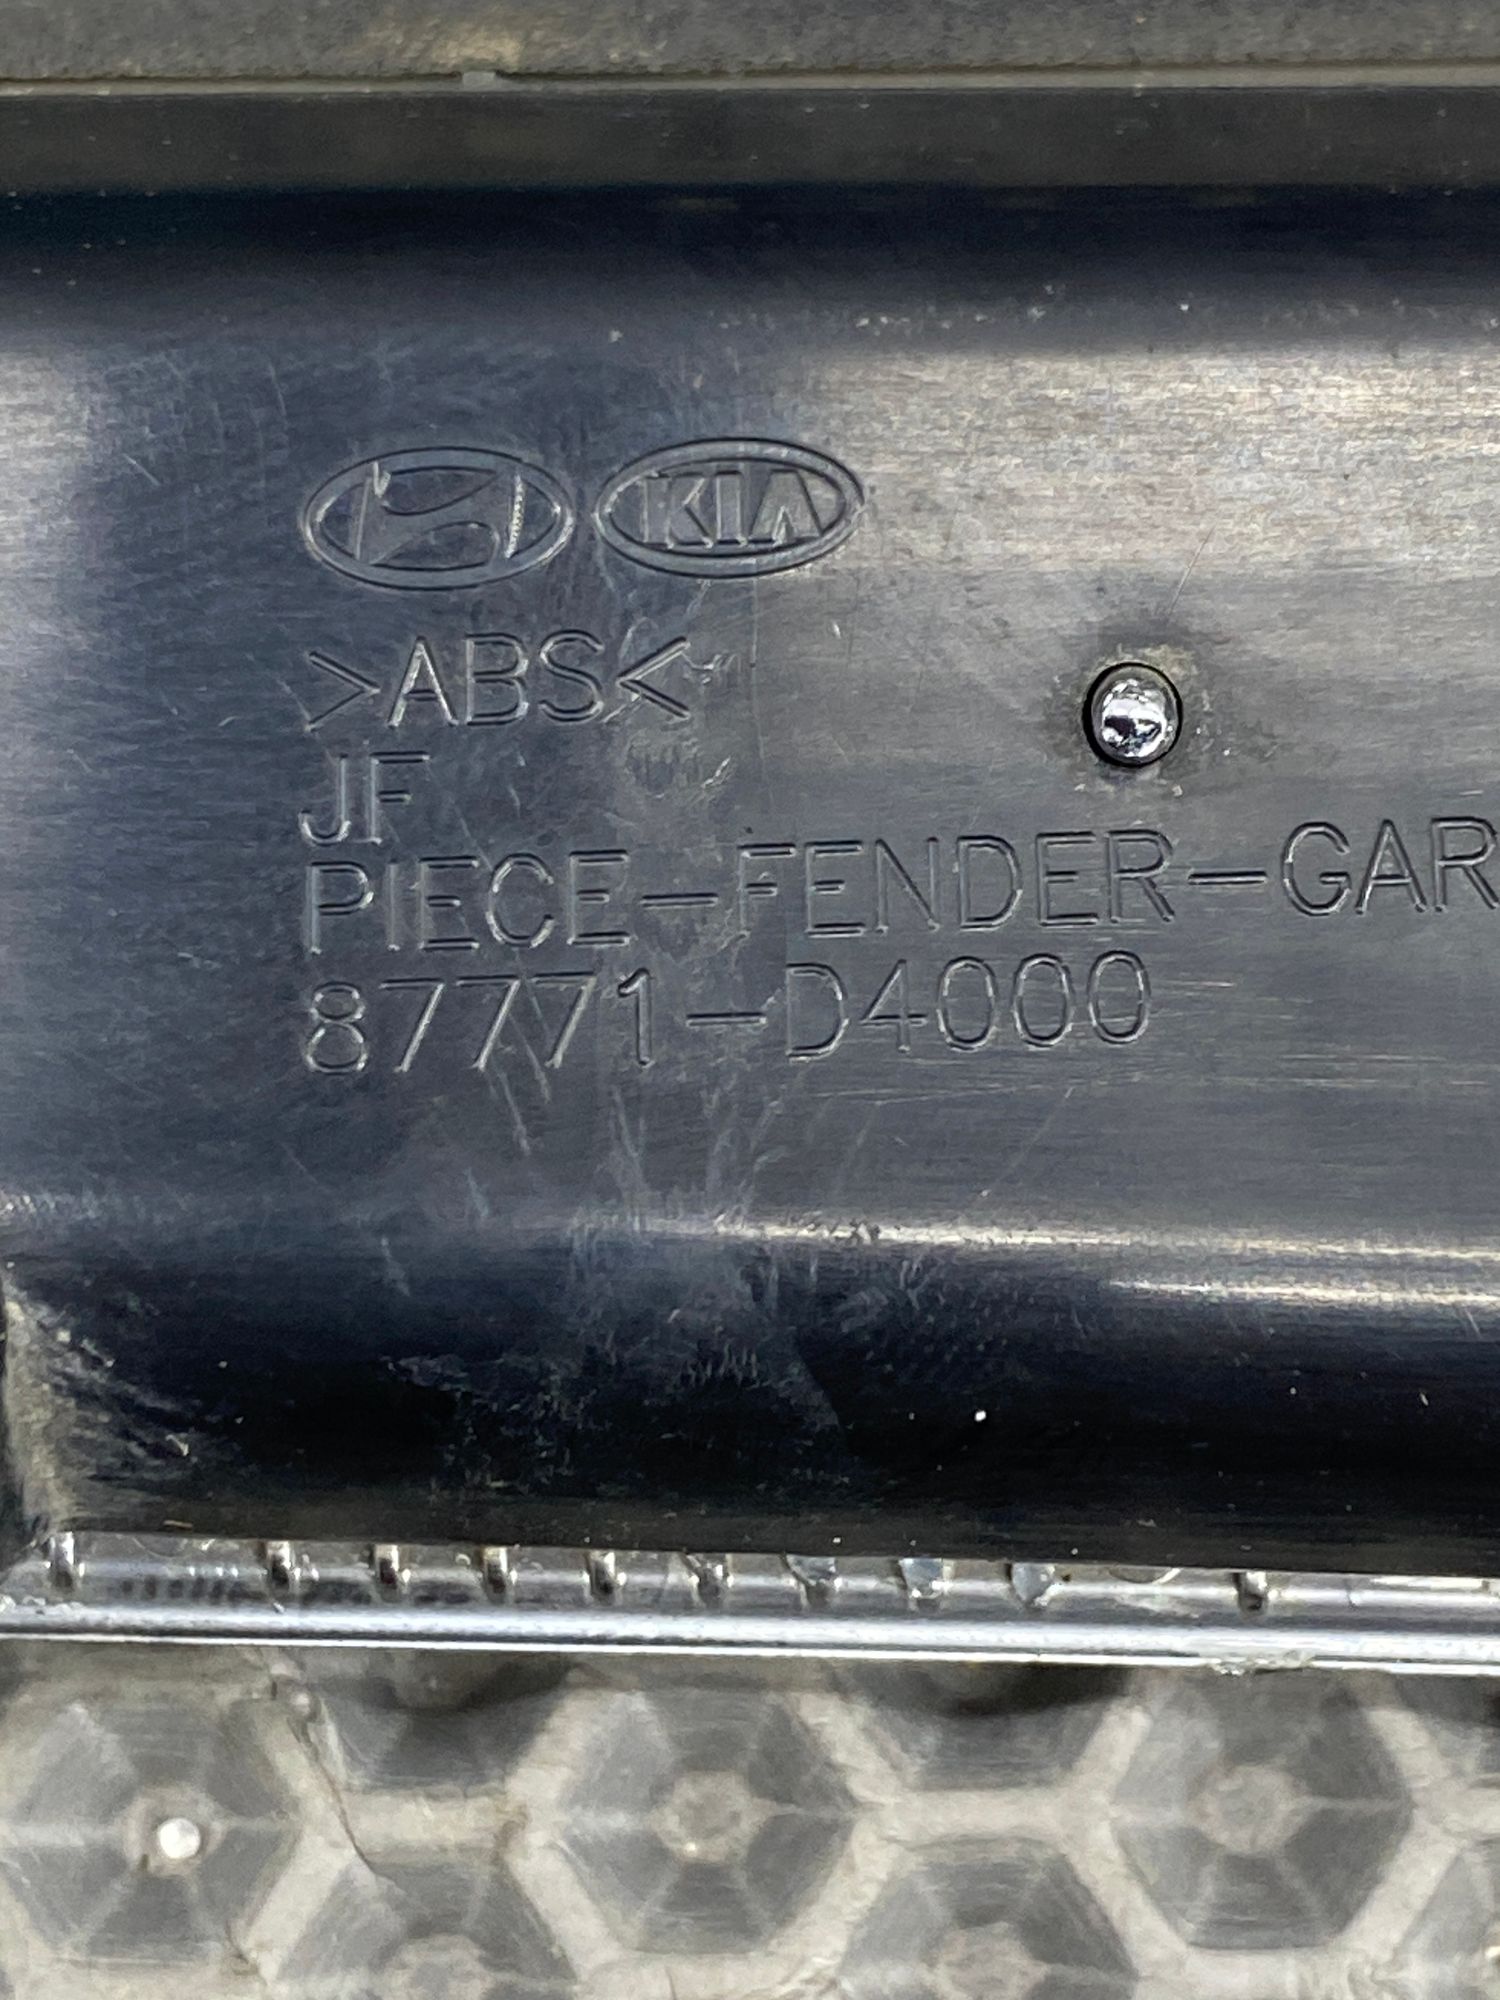 KIA
>ABS<
JF
PIECE-FENDER-GAR
87771-D4000